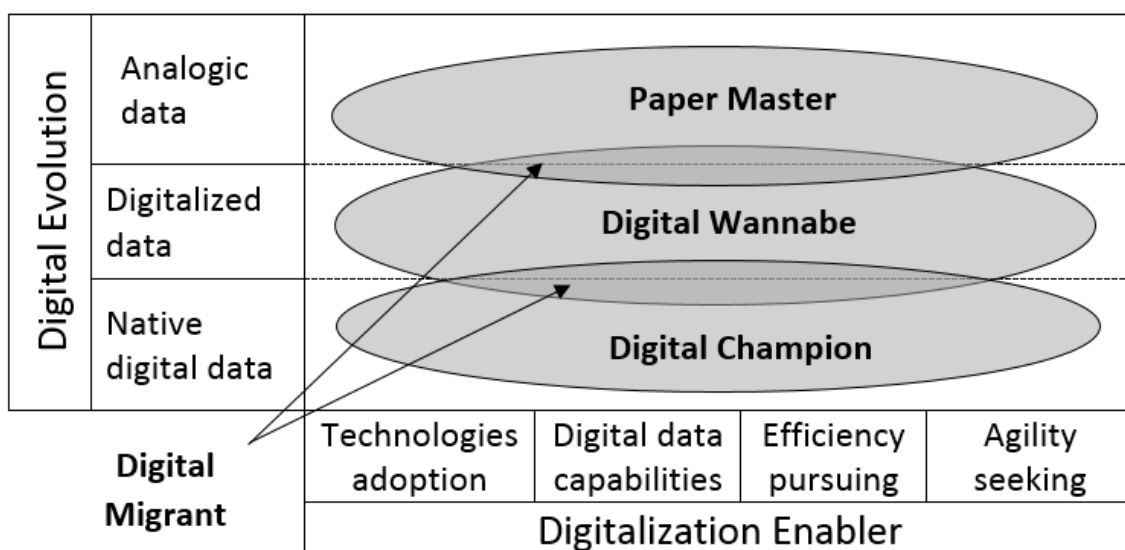 Digital Evolution
Analogic
data
Paper Master
Digitalized
data
Digital Wannabe
Native
digital data
Digital Champion
Digital
Migrant
Technologies
adoption
Digital data
capabilities
Efficiency
pursuing
Agility
seeking
Digitalization Enabler